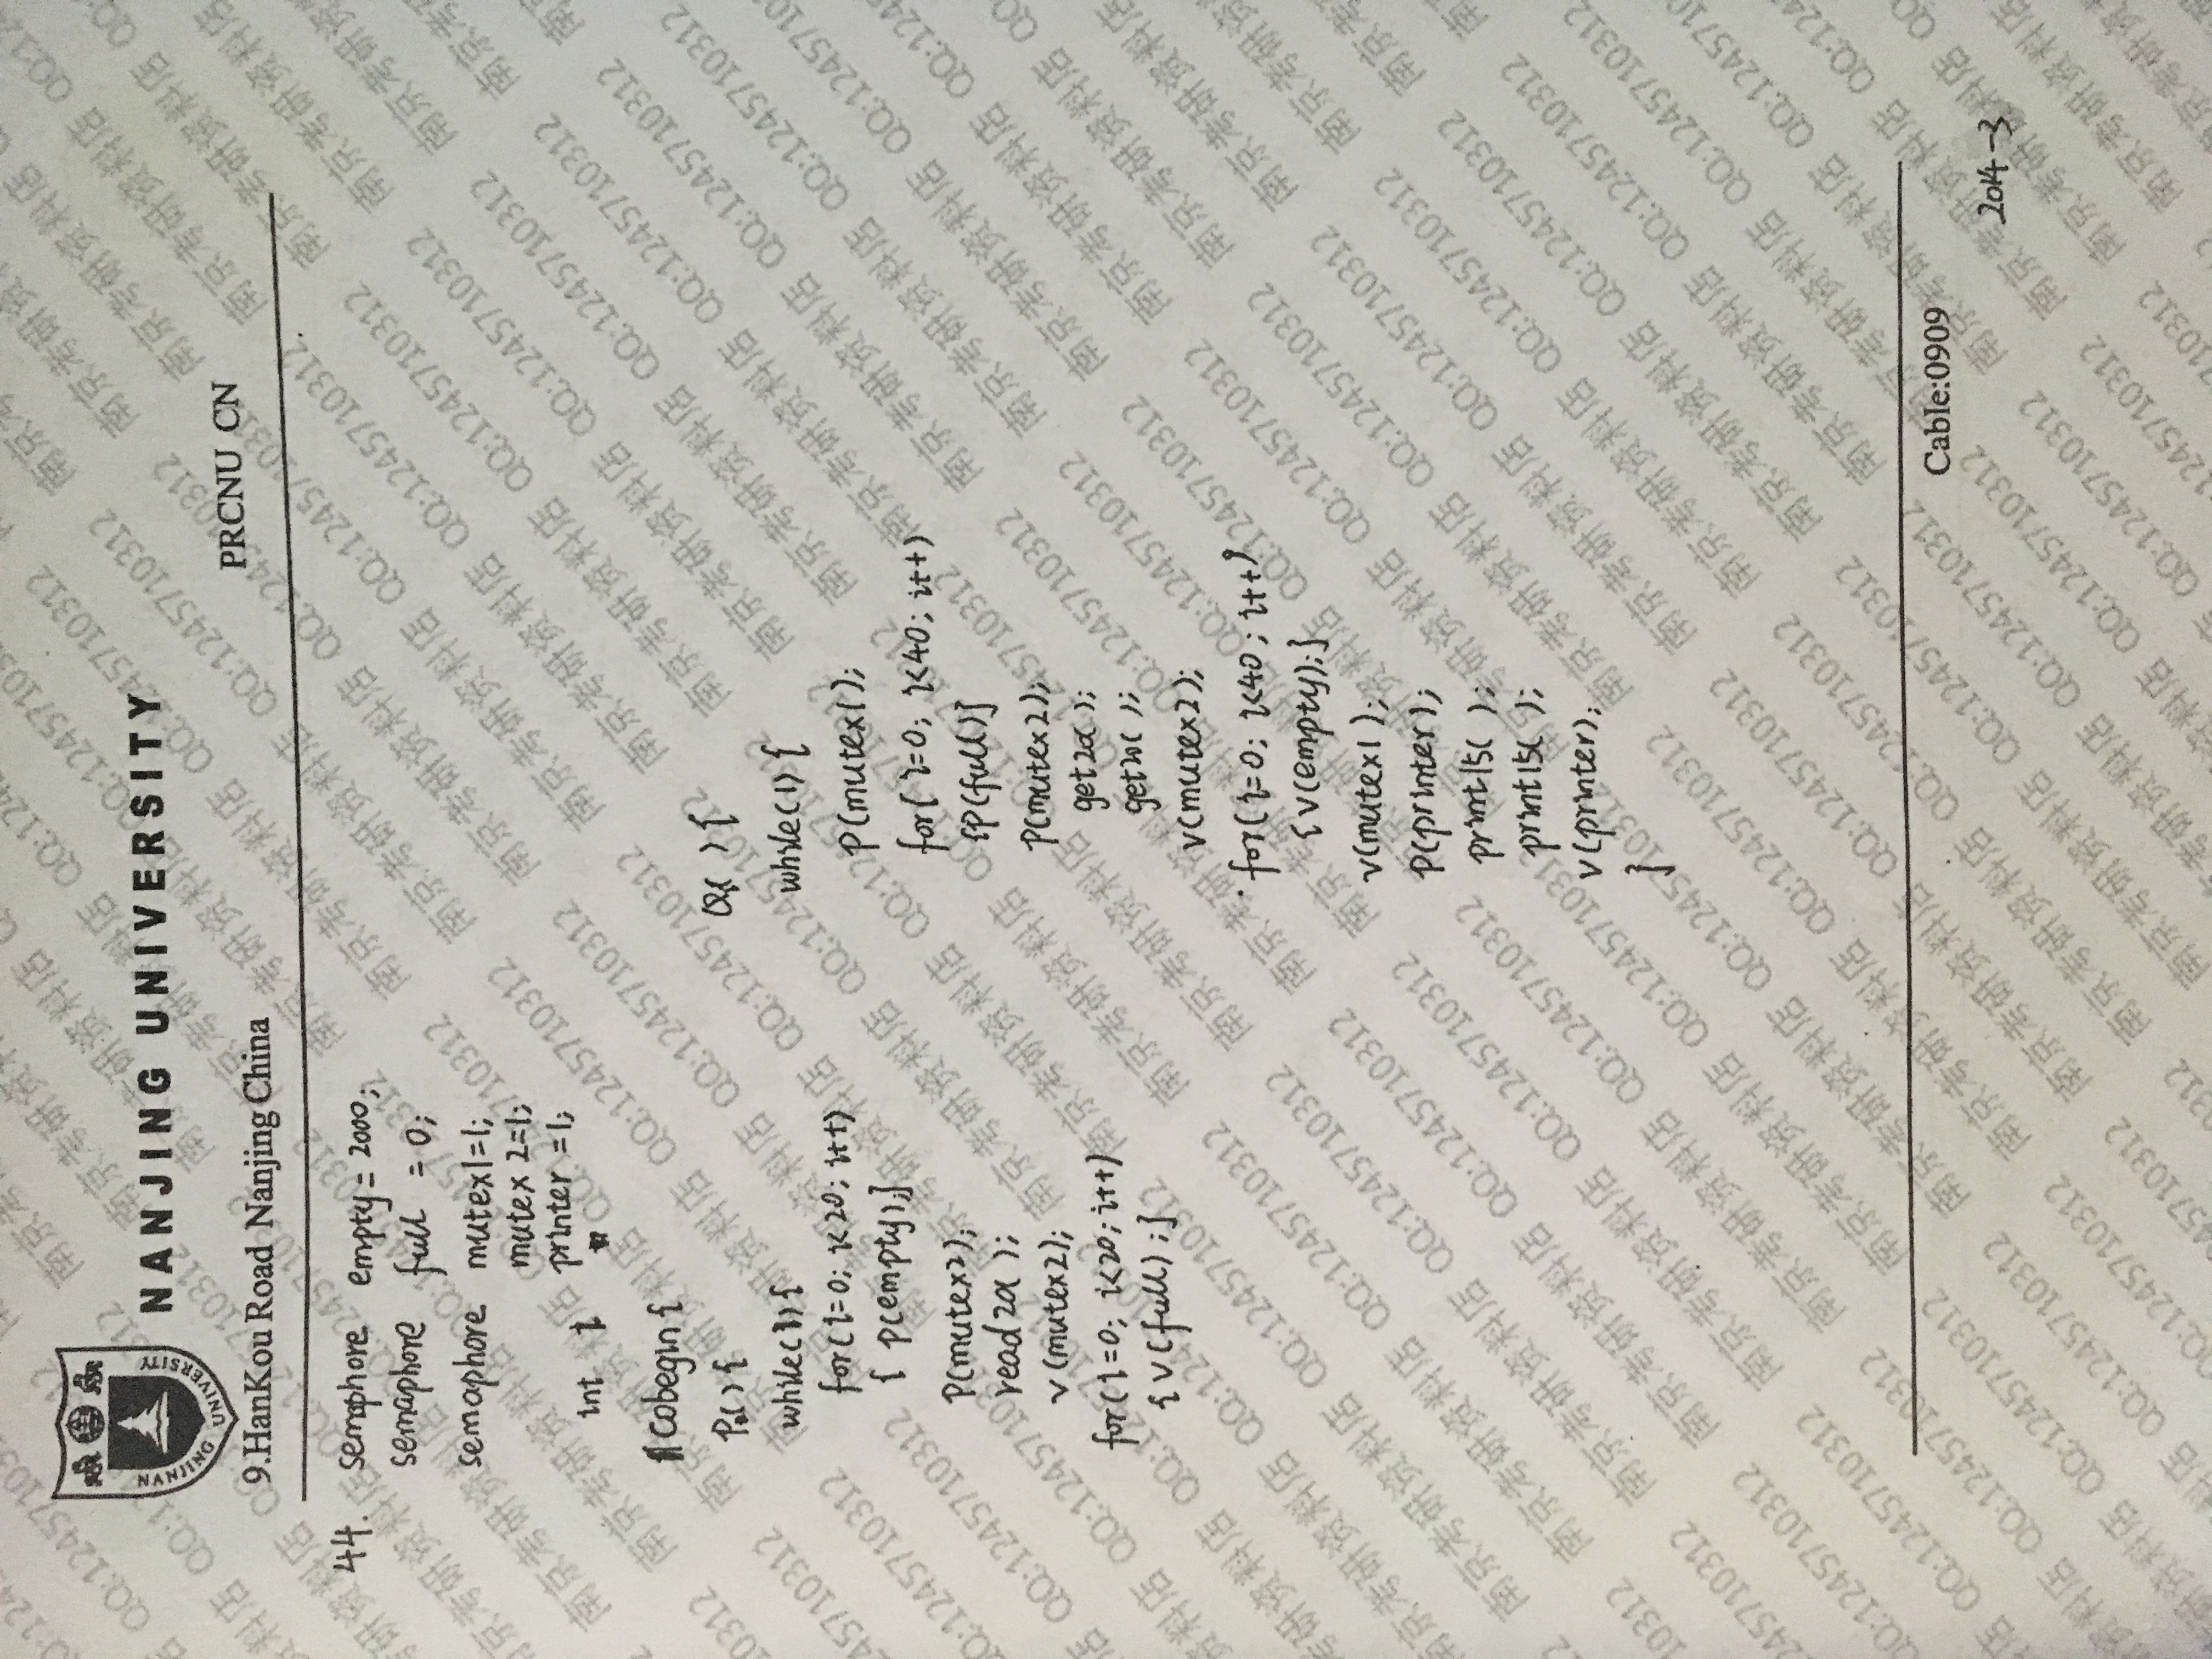 NANJING UNIVERSITY
NANJING UNIVERSITY
9.HanKou Road Nanjing China
PRCNU CN
44. semaphore empty = 2000;
semaphore full = 0;
semaphore mutex1=1;
mutex 2=1;
printer =1;
int i
cobegin {
Pi( ) {
while(1) {
for(i=0; i<20; i++)
{ p(empty);}
P(mutex2);
read20( );
v(mutex2);
for(i=0; i<20; i++)
{ v(full) ;}
Qi( ) {
while(1) {
P(mutex1);
for( i=0; i<40; i++)
{P(full)}
P(mutex2);
get20( );
get20( );
v(mutex2);
for(i=0; i<40; i++)
{v(empty);}
v(mutex1 );
P(printer);
print15( );
print15( );
v(printer);
}
Cable:0909
2014-3
南京考研资料店 QQ:1245710312